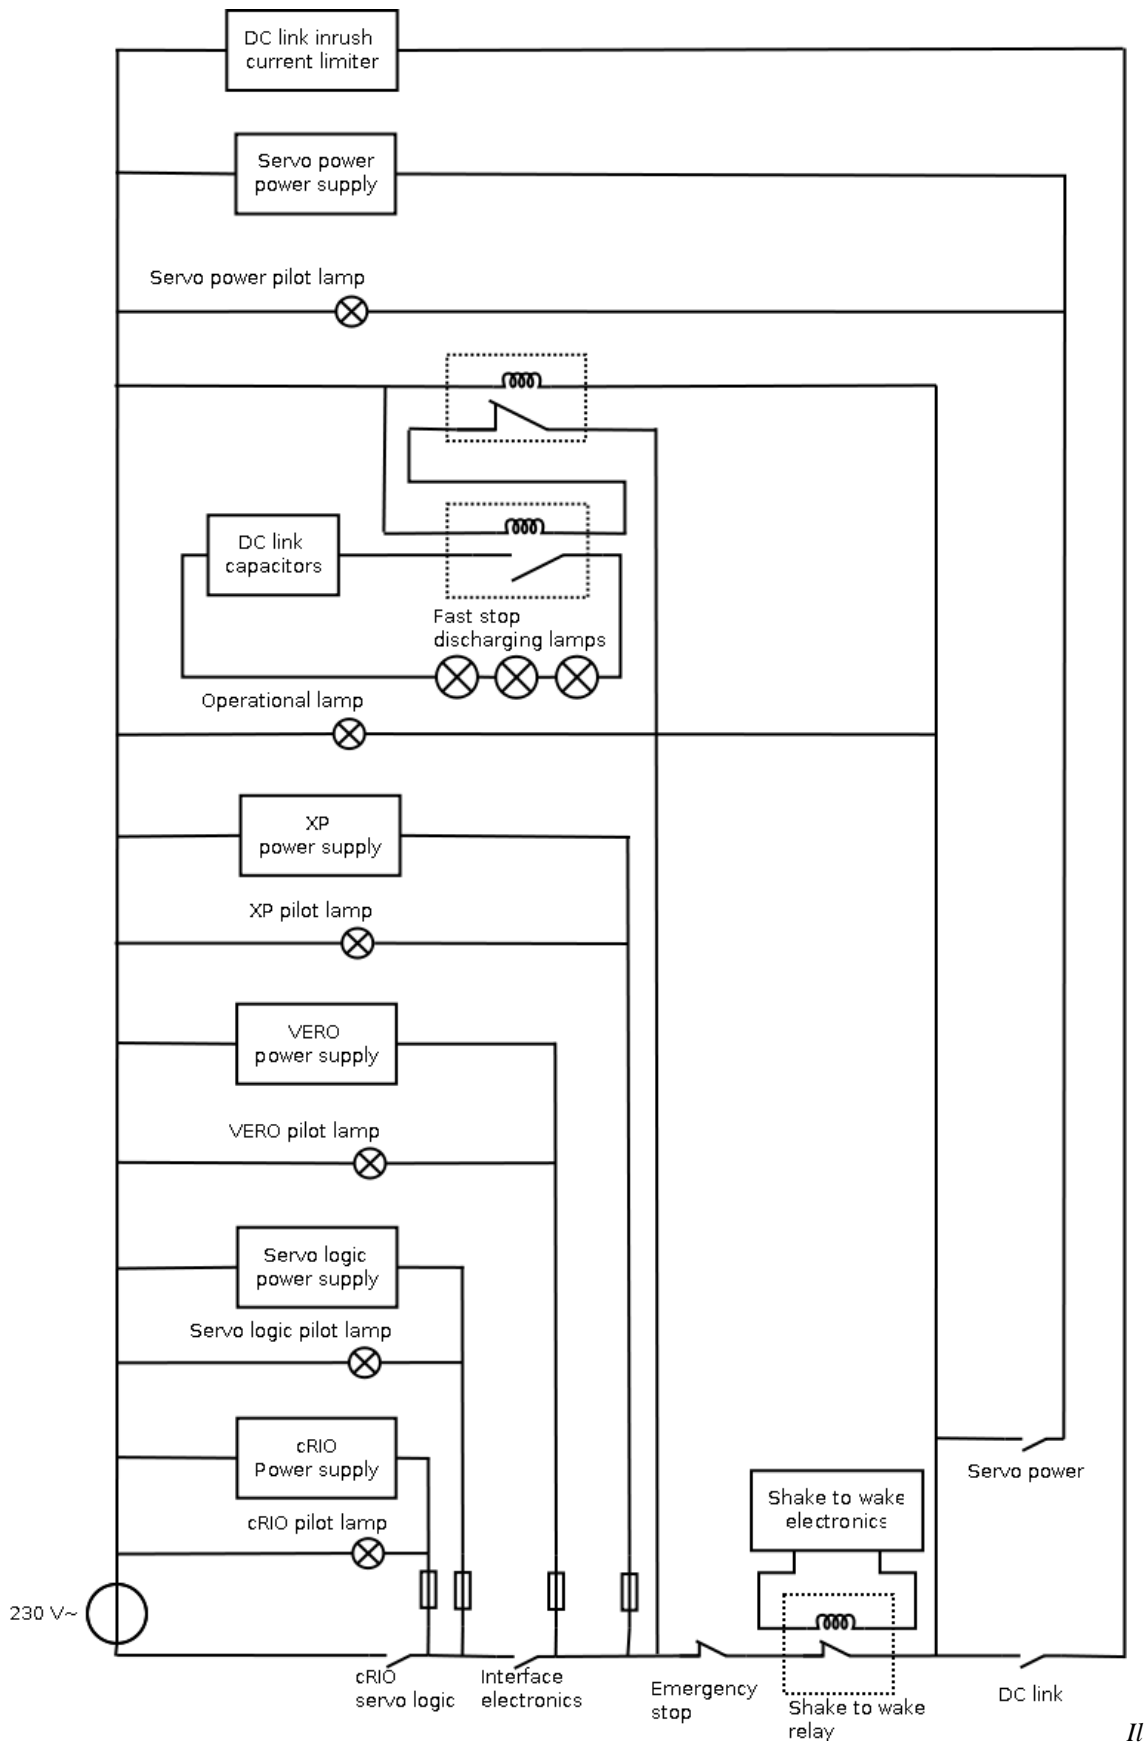 DC link inrush
current limiter
Servo power
power supply
Servo power pilot lamp
DC link
capacitors
Fast stop
discharging lamps
Operational lamp
XP
power supply
XP pilot lamp
VERO
power supply
VERO pilot lamp
Servo logic
power supply
Servo logic pilot lamp
cRIO
Power supply
cRIO pilot lamp
230 V~
cRIO
servo logic
Interface
electronics
Emergency
stop
Shake to wake
electronics
Shake to wake
relay
Servo power
DC link
Il